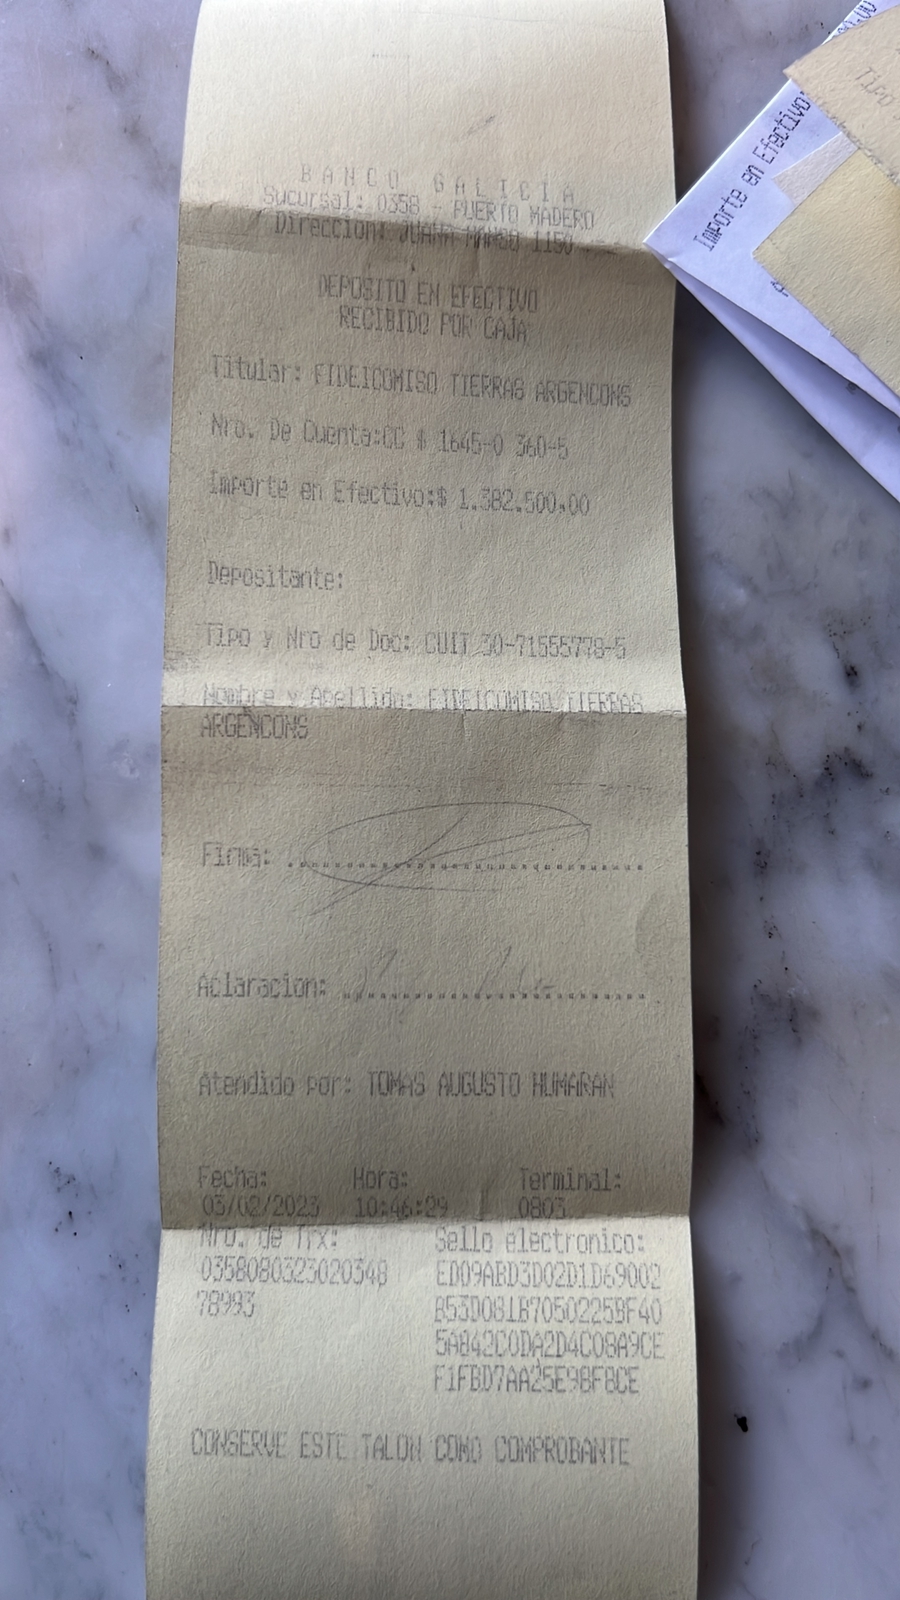 BANCO GALICIA
Sucursal: 0358 - PUERTO MADERO
Direccion: JUANA MANSO 1150
DEPOSITO EN EFECTIVO
RECIBIDO POR CAJA
Titular: FIDEICOMISO TIERRAS ARGENCONS
Nro. De Cuenta:CC $ 1645-0 360-5
Importe en Efectivo:$ 1.382.500,00
Depositante:
Tipo y Nro de Doc: CUIT 30-71555778-5
Nombre y Apellido: FIDEICOMISO TIERRAS
ARGENCONS
Firma:
Aclaracion:
Atendido por: TOMAS AUGUSTO HUMARAN
Fecha: Hora: Terminal:
03/02/2023 10:46:29 0803
Nro. de Trx: Sello electronico:
0358080323020348 ED09ABD3D02D1D69002
78993 B53D081B7050225BF40
5A842C0DA2D4C08A9CE
F1FBD7AA25E98F8CE
CONSERVE ESTE TALON COMO COMPROBANTE
Importe en Efectivo
Tipo